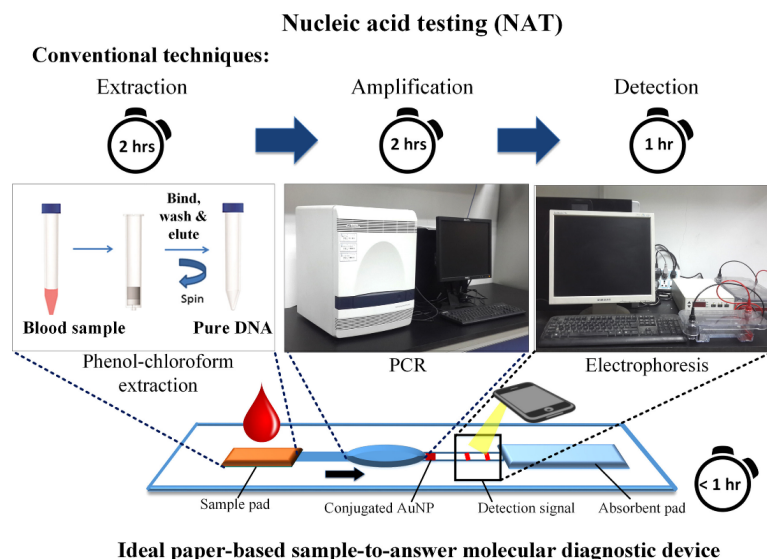 Nucleic acid testing (NAT)
Conventional techniques:
Extraction
Amplification
Detection
2 hrs
2 hrs
1 hr
Bind,
wash &
elute
Spin
Blood sample
Pure DNA
Phenol-chloroform
extraction
PCR
Electrophoresis
< 1 hr
Sample pad
Conjugated AuNP
Detection signal
Absorbent pad
Ideal paper-based sample-to-answer molecular diagnostic device